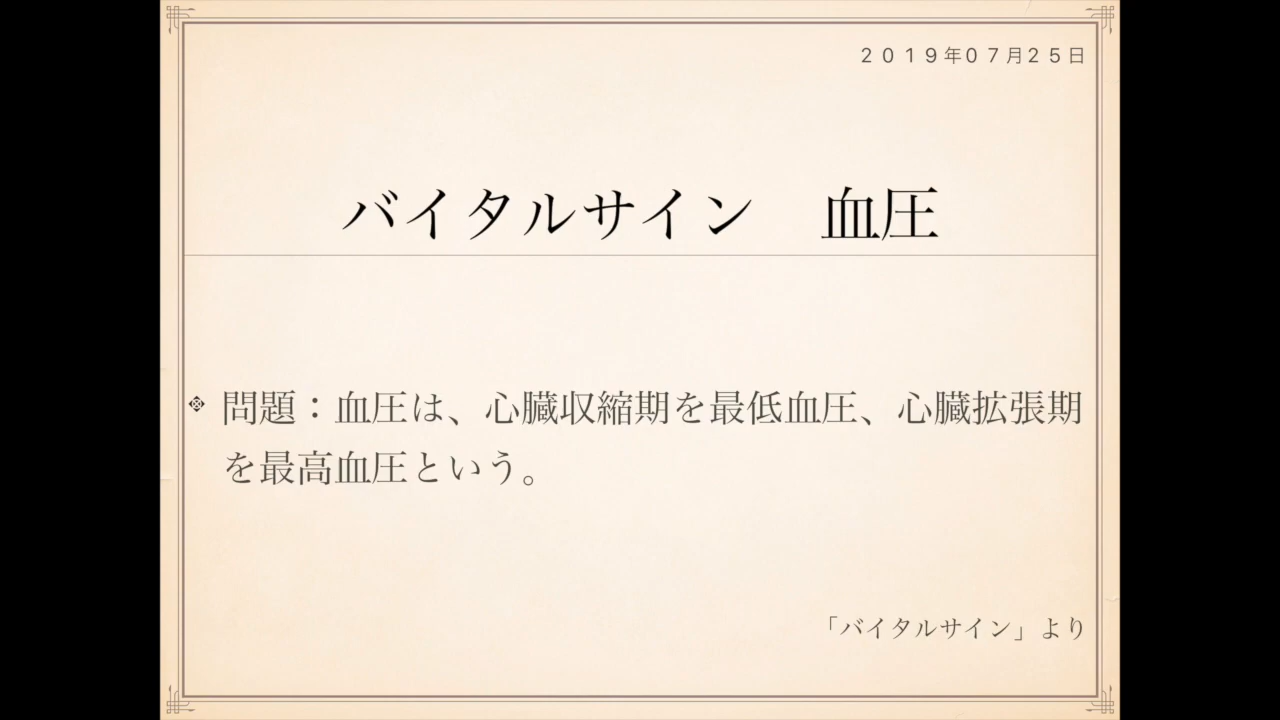 ２０１９年０７月２５日
バイタルサイン　血圧
問題：血圧は、心臓収縮期を最低血圧、心臓拡張期
を最高血圧という。
「バイタルサイン」より